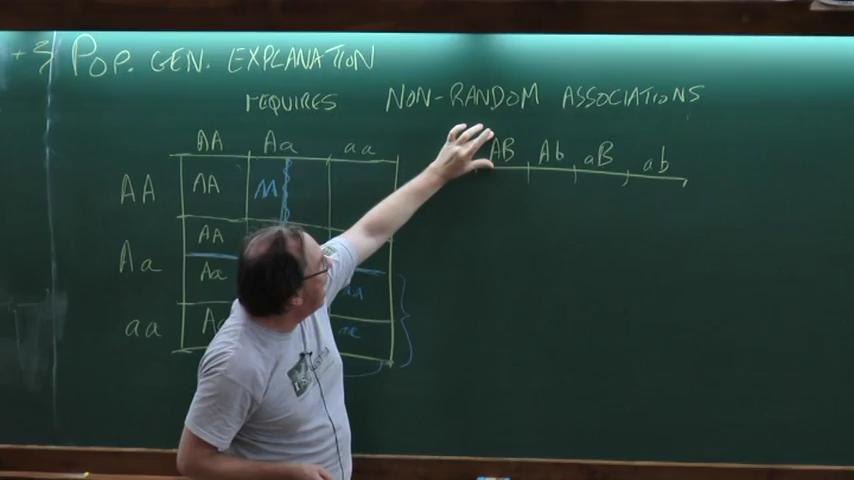 +3 POP. GEN. EXPLANATION
REQUIRES NON-RANDOM ASSOCIATIONS
AA Aa aa
AB Ab aB ab
AA AA
AA
Aa Aa
aa